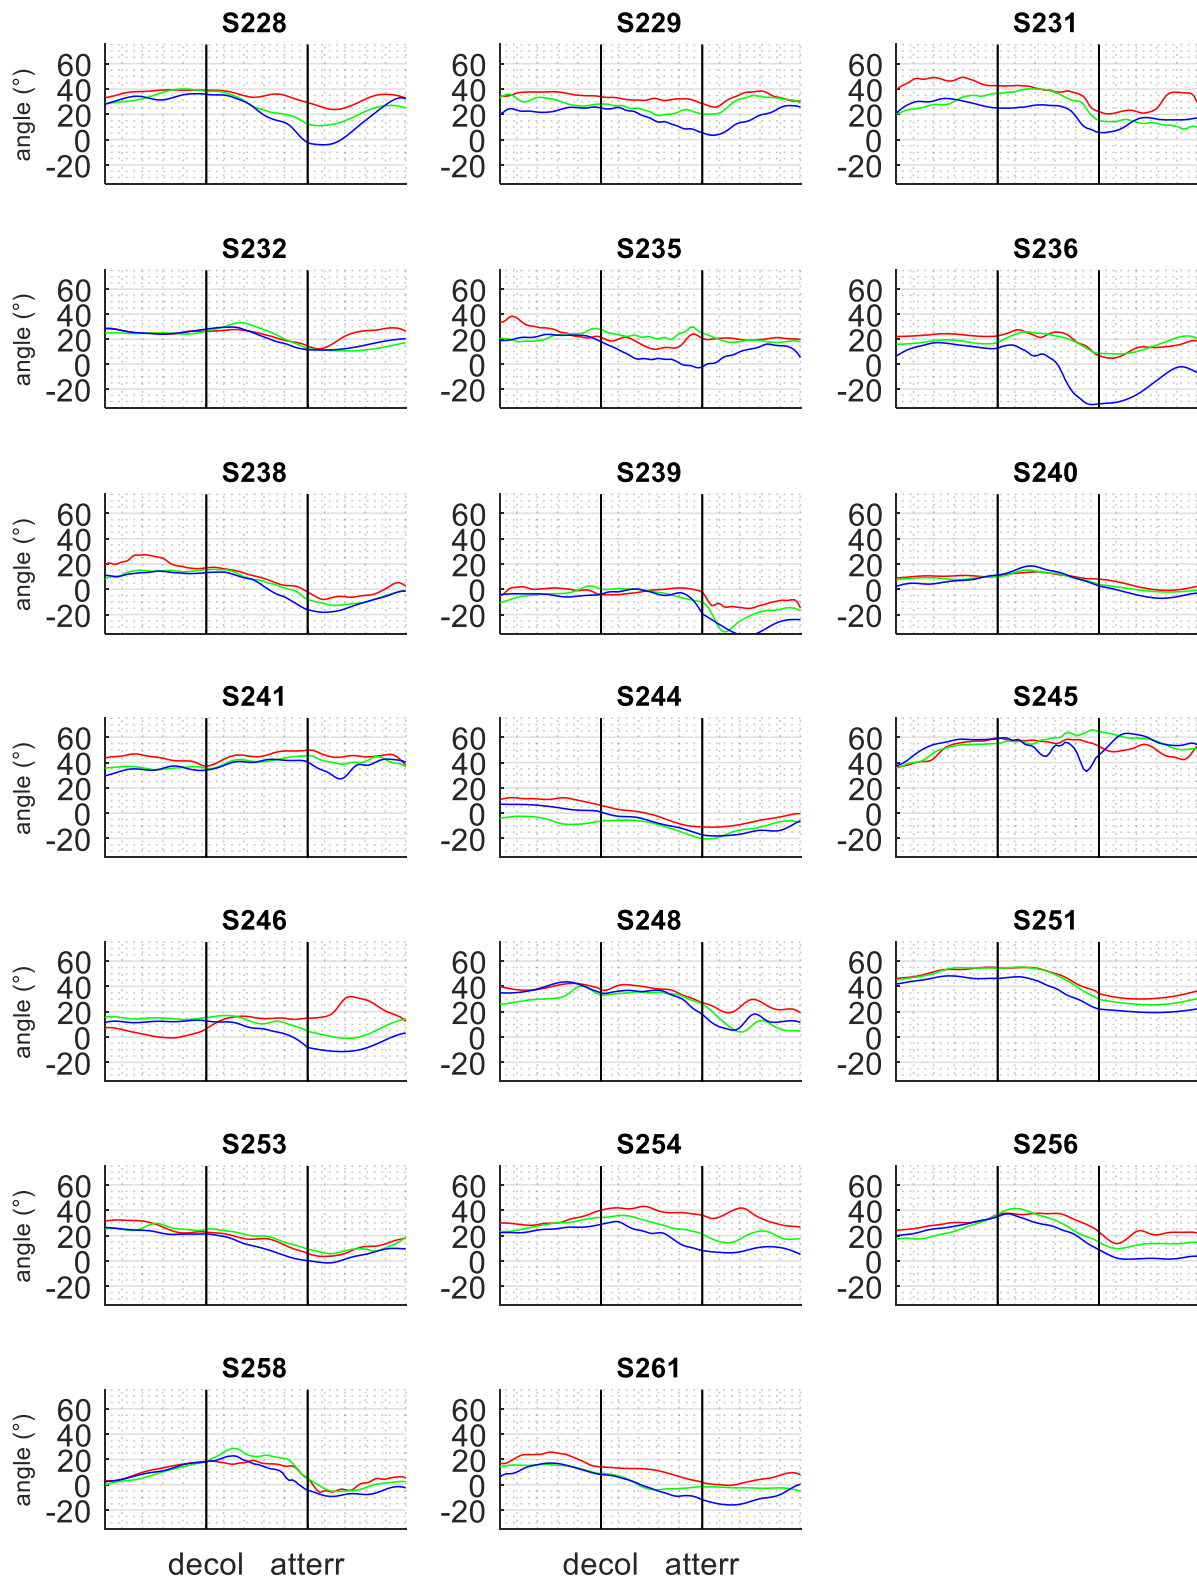 S228 S229 S231
angle (°) 60 40 20 0 -20 60 40 20 0 -20 60 40 20 0 -20
S232 S235 S236
angle (°) 60 40 20 0 -20 60 40 20 0 -20 60 40 20 0 -20
S238 S239 S240
angle (°) 60 40 20 0 -20 60 40 20 0 -20 60 40 20 0 -20
S241 S244 S245
angle (°) 60 40 20 0 -20 60 40 20 0 -20 60 40 20 0 -20
S246 S248 S251
angle (°) 60 40 20 0 -20 60 40 20 0 -20 60 40 20 0 -20
S253 S254 S256
angle (°) 60 40 20 0 -20 60 40 20 0 -20 60 40 20 0 -20
S258 S261
angle (°) 60 40 20 0 -20 60 40 20 0 -20
decol atterr decol atterr